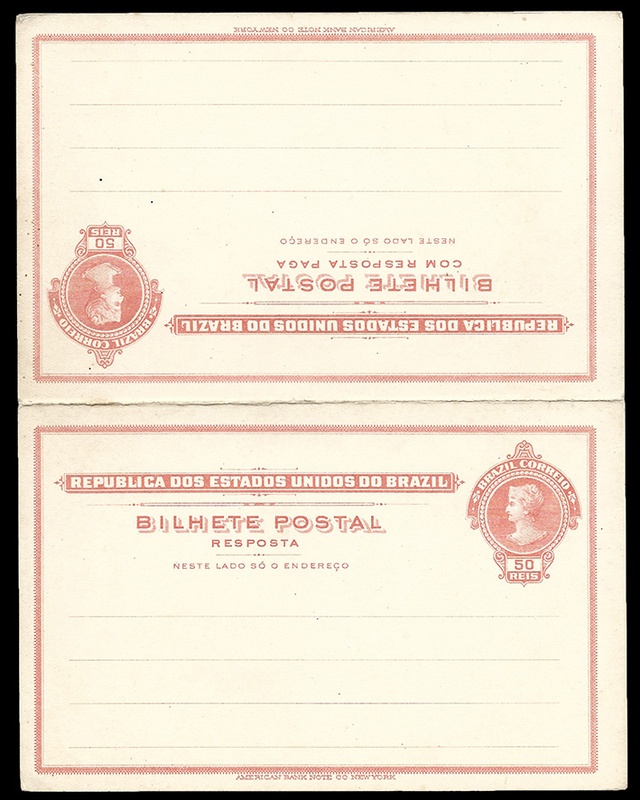 AMERICAN BANK NOTE CO NEW YORK
NESTE LADO SÓ O ENDEREÇO
COM RESPOSTA PAGA
BILHETE POSTAL
REPUBLICA DOS ESTADOS UNIDOS DO BRAZIL
50
REIS
BRAZIL CORREIO
REPUBLICA DOS ESTADOS UNIDOS DO BRAZIL
BILHETE POSTAL
RESPOSTA
NESTE LADO SÓ O ENDEREÇO
BRAZIL CORREIO
50
REIS
AMERICAN BANK NOTE CO NEW YORK